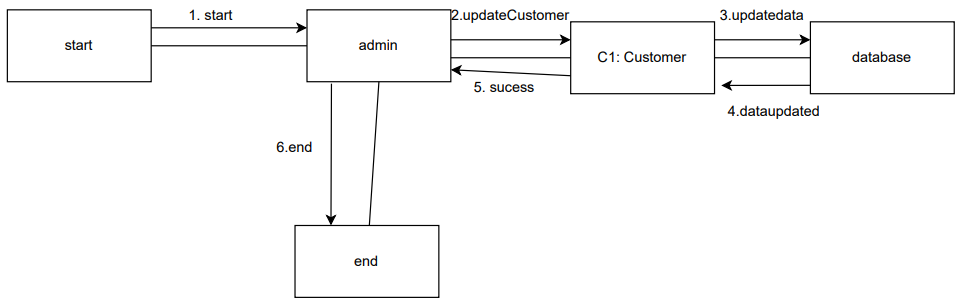 1. start
2.updateCustomer
3.updatedata
start
admin
C1: Customer
database
5. sucess
4.dataupdated
6.end
end